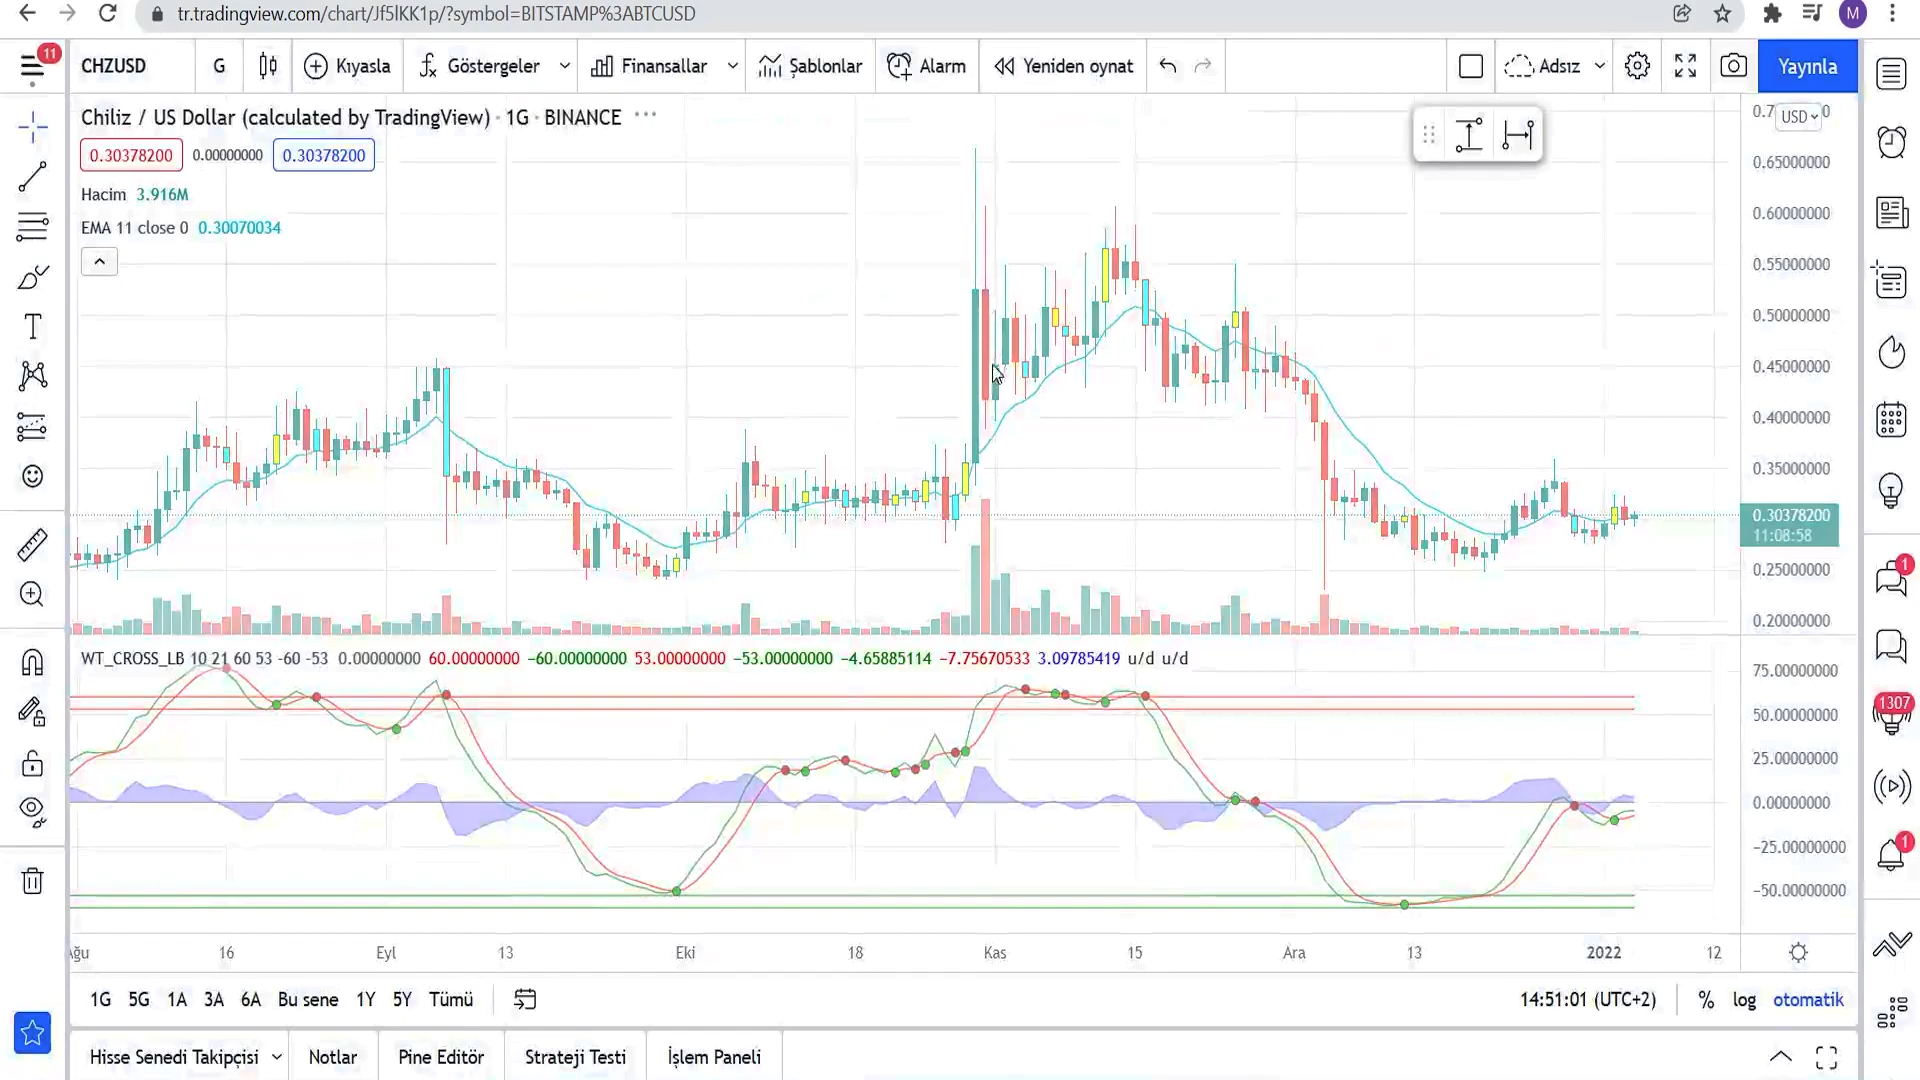 tr.tradingview.com/chart/Jf5lKK1p/?symbol=BITSTAMP%3ABTCUSD
M
11
CHZUSD
G
Kıyasla
Göstergeler
Finansallar
Şablonlar
Alarm
Yeniden oynat
Adsız
Yayınla
Chiliz / US Dollar (calculated by TradingView) · 1G · BINANCE ···
0.30378200 0.00000000 0.30378200
Hacim 3.916M
EMA 11 close 0 0.30070034
USD
0.65000000
0.60000000
0.55000000
0.50000000
0.45000000
0.40000000
0.35000000
0.30378200
11:08:58
0.25000000
0.20000000
WT_CROSS_LB 10 21 60 53 -60 -53 0.00000000 60.00000000 −60.00000000 53.00000000 −53.00000000 −4.65885114 −7.75670533 3.09785419 u/d u/d
75.00000000
50.00000000
25.00000000
0.00000000
−25.00000000
−50.00000000
1
1307
1
Ağu 16 Eyl 13 Eki 18 Kas 15 Ara 13 2022 12
1G 5G 1A 3A 6A Bu sene 1Y 5Y Tümü
14:51:01 (UTC+2) % log otomatik
Hisse Senedi Takipçisi Notlar Pine Editör Strateji Testi İşlem Paneli